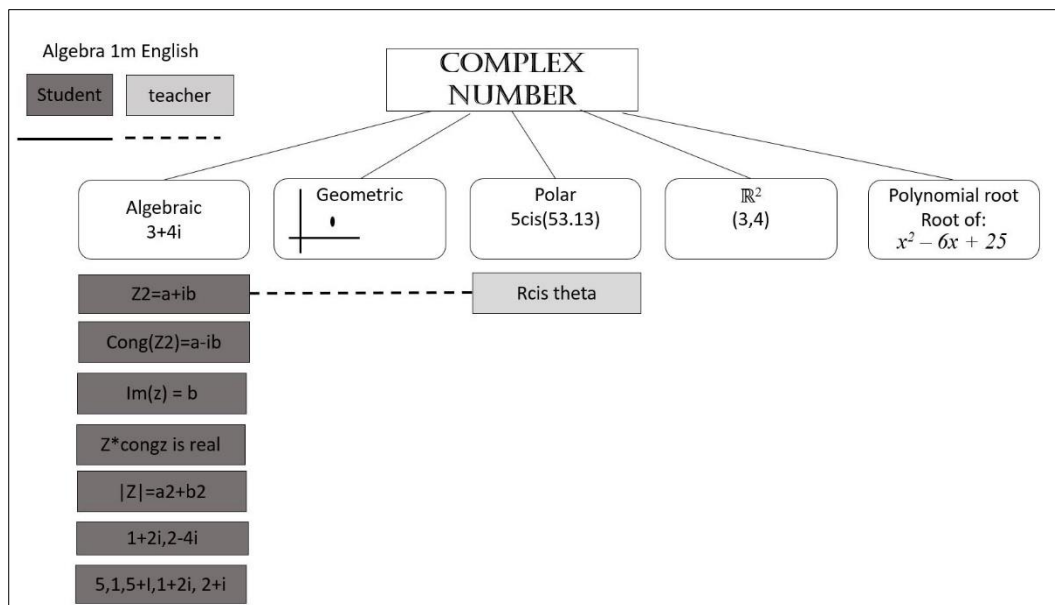 Algebra 1m English
Student
teacher
COMPLEX
NUMBER
Algebraic
3+4i
Geometric
Polar
5cis(53.13)
ℝ²
(3,4)
Polynomial root
Root of:
x² – 6x + 25
Z2=a+ib
Rcis theta
Cong(Z2)=a-ib
Im(z) = b
Z*congz is real
|Z|=a2+b2
1+2i,2-4i
5,1,5+I,1+2i, 2+i